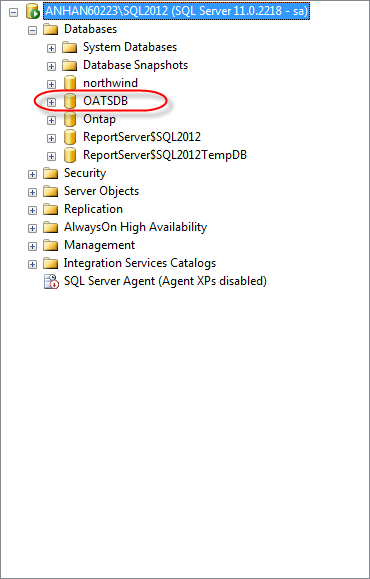 ANHAN60223\SQL2012 (SQL Server 11.0.2218 - sa)
Databases
System Databases
Database Snapshots
northwind
OATSDB
Ontap
ReportServer$SQL2012
ReportServer$SQL2012TempDB
Security
Server Objects
Replication
AlwaysOn High Availability
Management
Integration Services Catalogs
SQL Server Agent (Agent XPs disabled)